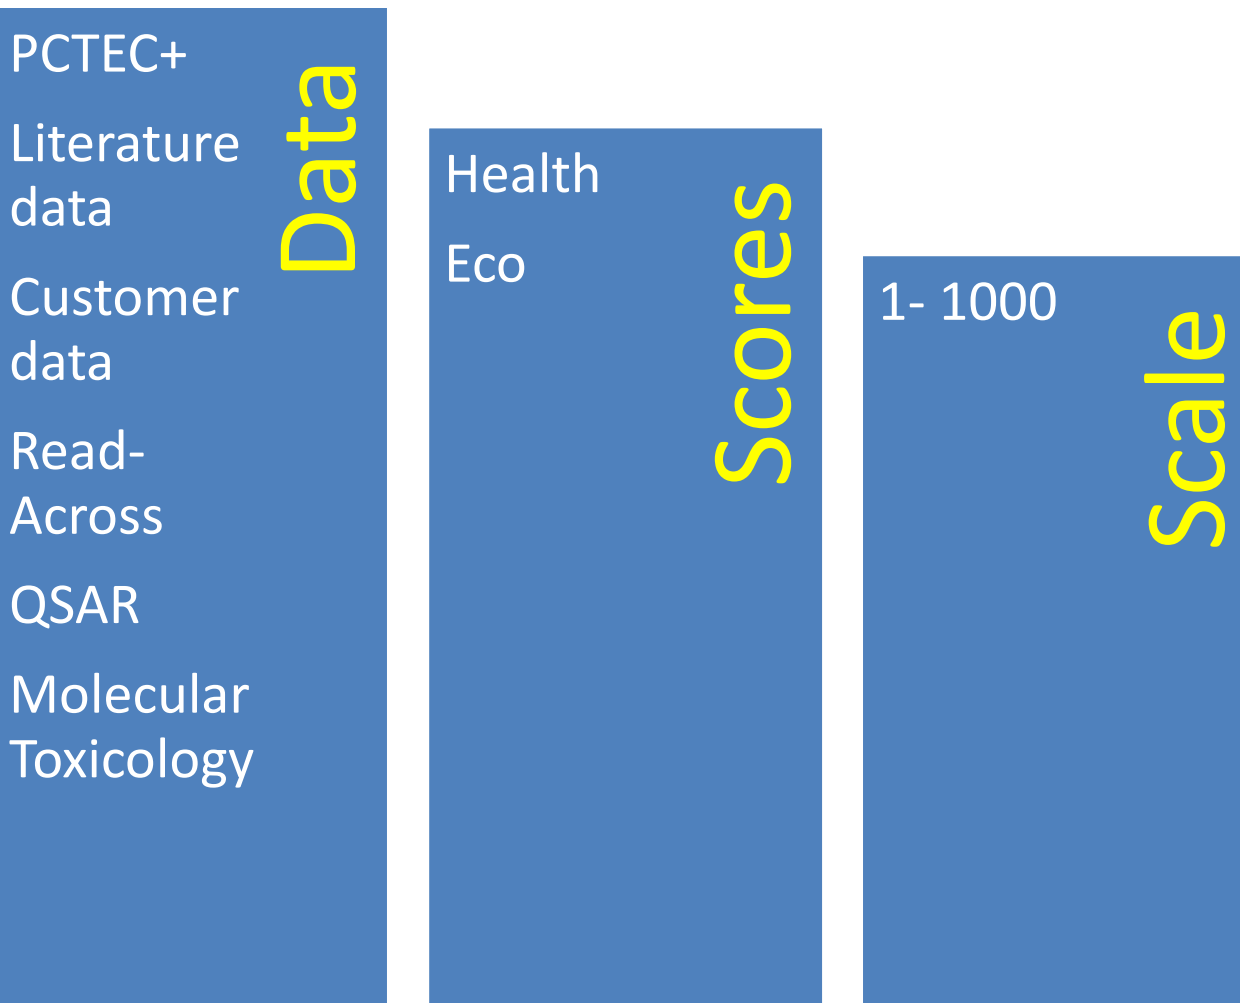 PCTEC+
Literature
data
Customer
data
Read-
Across
QSAR
Molecular
Toxicology
Data
Health
Eco
Scores
1- 1000
Scale